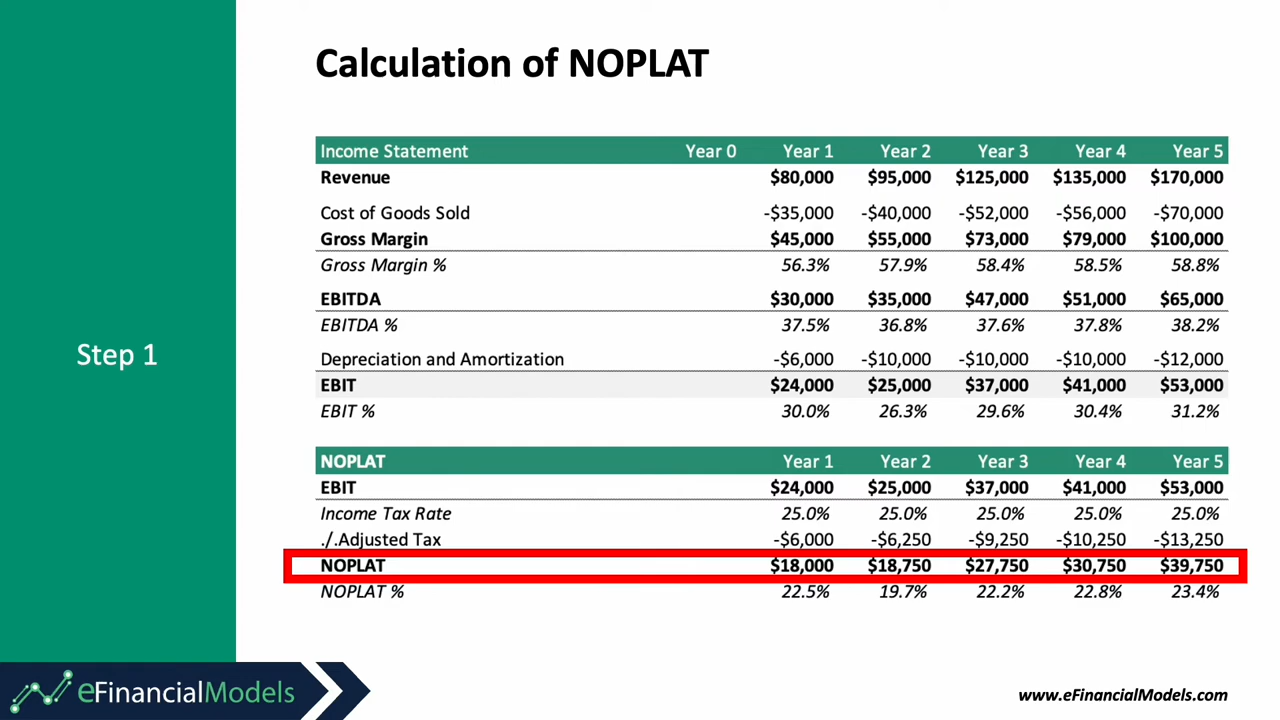 Calculation of NOPLAT
Income Statement Year 0 Year 1 Year 2 Year 3 Year 4 Year 5
Revenue $80,000 $95,000 $125,000 $135,000 $170,000
Cost of Goods Sold -$35,000 -$40,000 -$52,000 -$56,000 -$70,000
Gross Margin $45,000 $55,000 $73,000 $79,000 $100,000
Gross Margin % 56.3% 57.9% 58.4% 58.5% 58.8%
EBITDA $30,000 $35,000 $47,000 $51,000 $65,000
EBITDA % 37.5% 36.8% 37.6% 37.8% 38.2%
Step 1
Depreciation and Amortization -$6,000 -$10,000 -$10,000 -$10,000 -$12,000
EBIT $24,000 $25,000 $37,000 $41,000 $53,000
EBIT % 30.0% 26.3% 29.6% 30.4% 31.2%
NOPLAT Year 1 Year 2 Year 3 Year 4 Year 5
EBIT $24,000 $25,000 $37,000 $41,000 $53,000
Income Tax Rate 25.0% 25.0% 25.0% 25.0% 25.0%
./.Adjusted Tax -$6,000 -$6,250 -$9,250 -$10,250 -$13,250
NOPLAT $18,000 $18,750 $27,750 $30,750 $39,750
NOPLAT % 22.5% 19.7% 22.2% 22.8% 23.4%
eFinancialModels
www.eFinancialModels.com